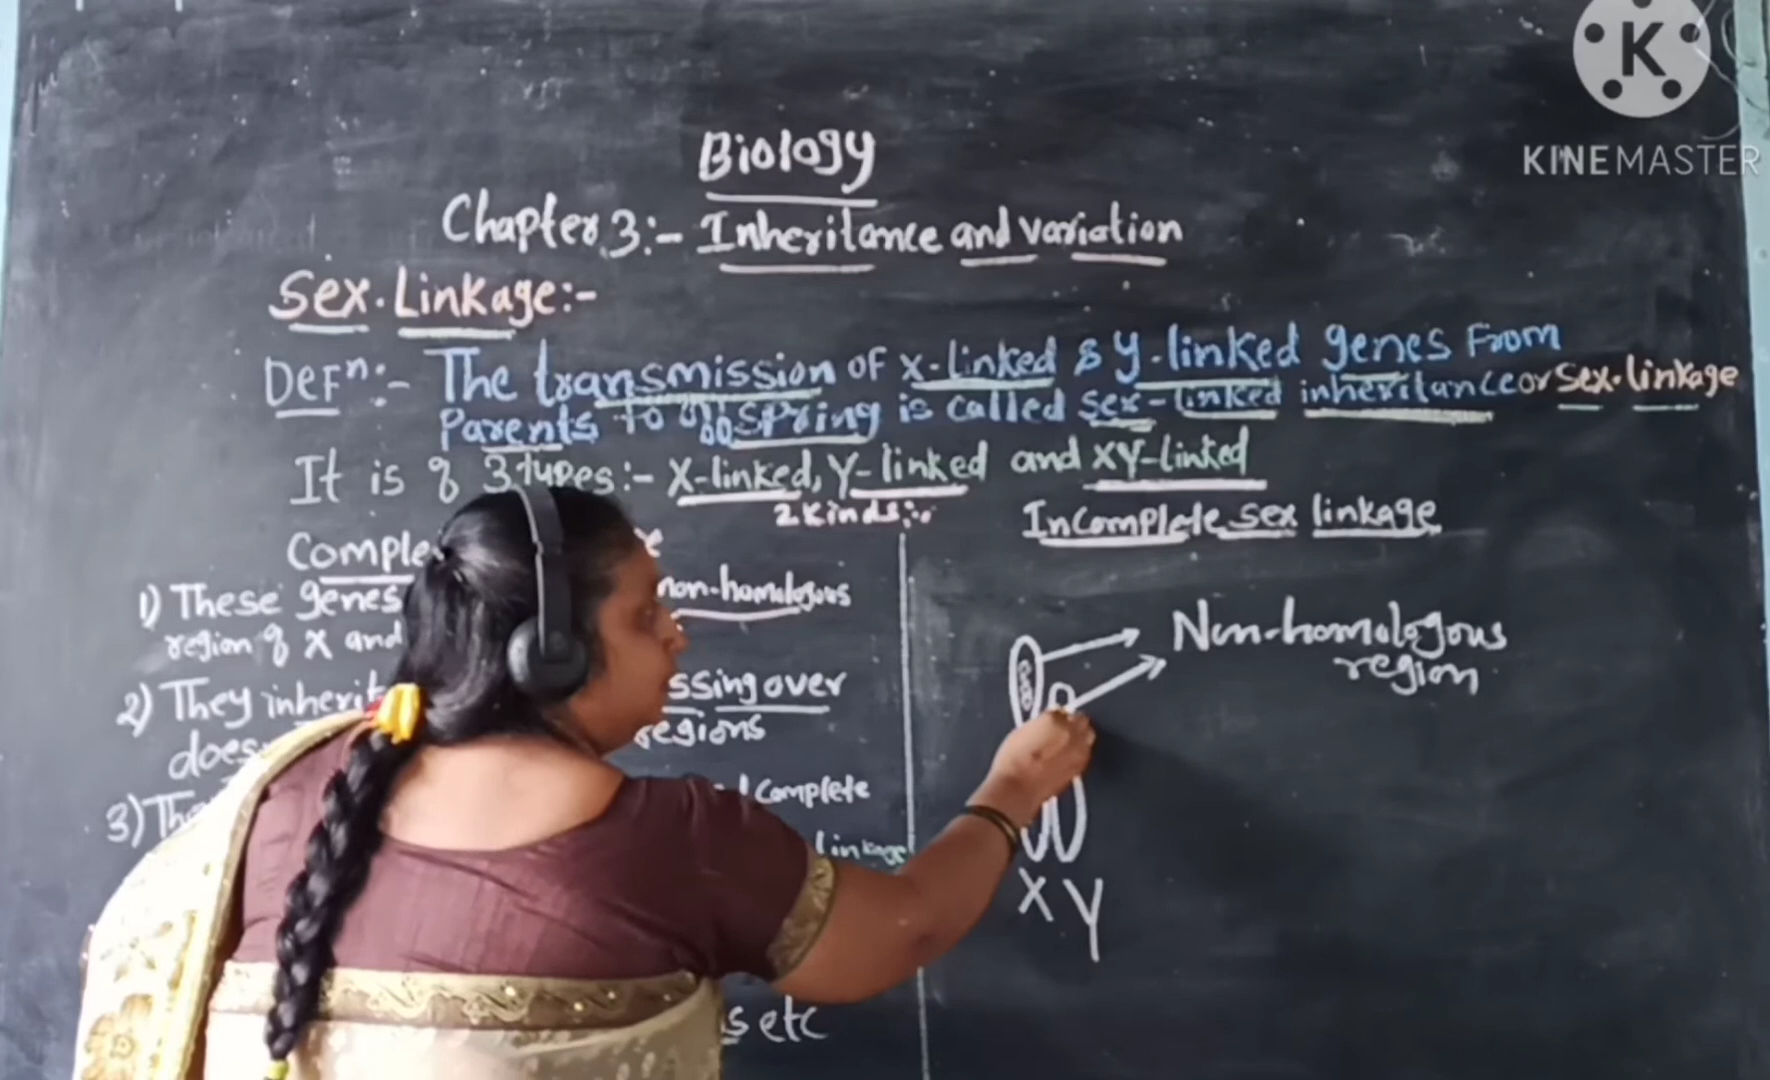 K
KINEMASTER
Biology
Chapter 3:- Inheritance and variation
Sex. Linkage:-
Defn:- The transmission of X-linked & Y-linked genes from
Parents to offspring is called sex-linked inheritance or sex-linkage
It is of 3 types:- X-linked, Y-linked and XY-linked
2 kinds:-
Incomplete sex linkage
1) These genes non-homologous
region of X and
2) They inherit ssing over
does regions
3) The Complete
linkage
s etc
Non-homologous
region
X Y